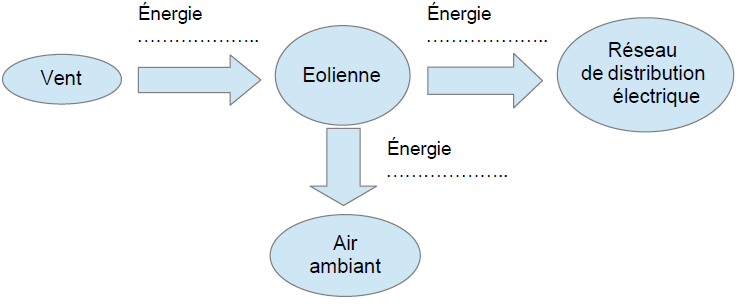 Énergie
………………..
Énergie
………………..
Vent
Eolienne
Réseau
de distribution
électrique
Énergie
………………..
Air
ambiant